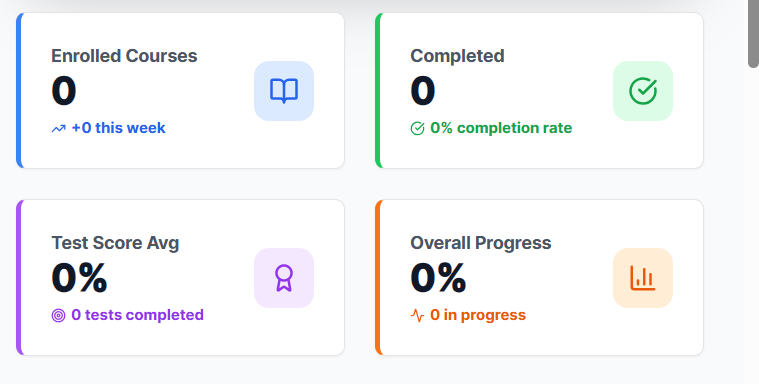 Enrolled Courses
0
+0 this week
Completed
0
0% completion rate
Test Score Avg
0%
0 tests completed
Overall Progress
0%
0 in progress